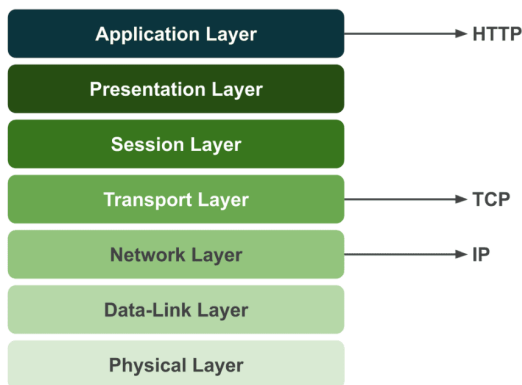 Application Layer
HTTP
Presentation Layer
Session Layer
Transport Layer
TCP
Network Layer
IP
Data-Link Layer
Physical Layer